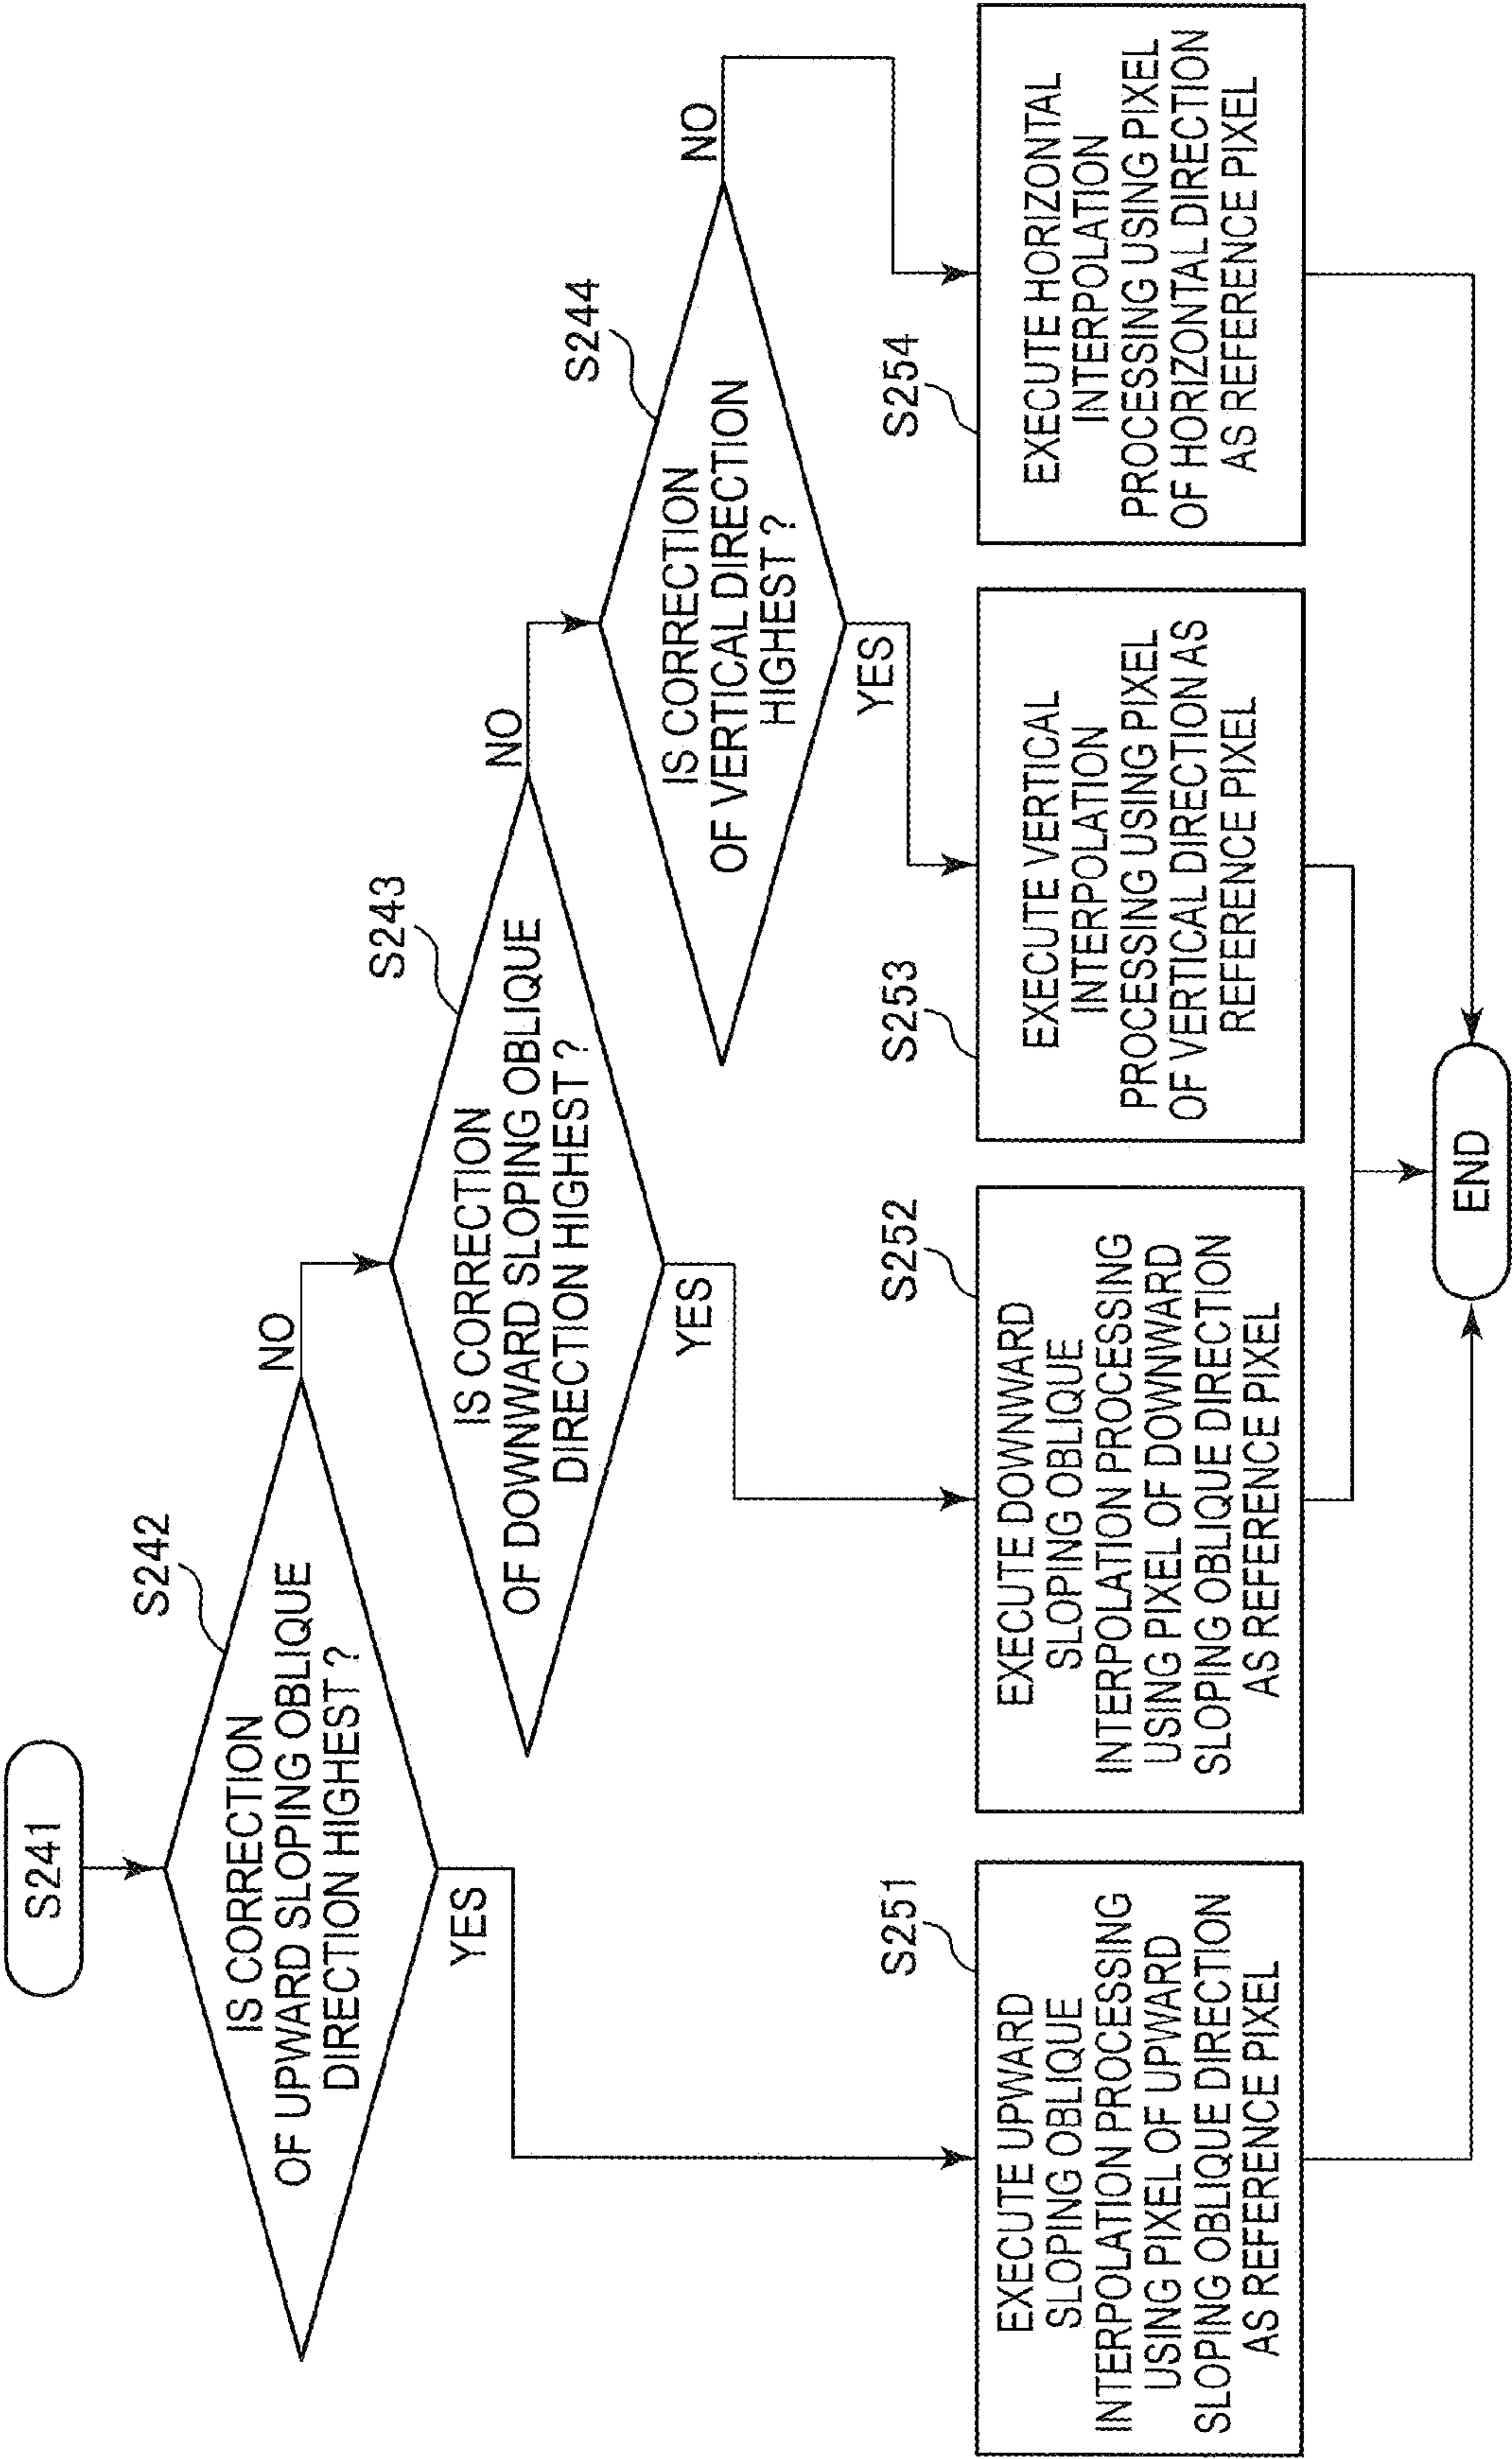 S241
S242
IS CORRECTION
OF UPWARD SLOPING OBLIQUE
DIRECTION HIGHEST ?
NO
YES
S243
IS CORRECTION
OF DOWNWARD SLOPING OBLIQUE
DIRECTION HIGHEST ?
NO
YES
S244
IS CORRECTION
OF VERTICAL DIRECTION
HIGHEST ?
NO
YES
S251
EXECUTE UPWARD
SLOPING OBLIQUE
INTERPOLATION PROCESSING
USING PIXEL OF UPWARD
SLOPING OBLIQUE DIRECTION
AS REFERENCE PIXEL
S252
EXECUTE DOWNWARD
SLOPING OBLIQUE
INTERPOLATION PROCESSING
USING PIXEL OF DOWNWARD
SLOPING OBLIQUE DIRECTION
AS REFERENCE PIXEL
S253
EXECUTE VERTICAL
INTERPOLATION
PROCESSING USING PIXEL
OF VERTICAL DIRECTION AS
REFERENCE PIXEL
S254
EXECUTE HORIZONTAL
INTERPOLATION
PROCESSING USING PIXEL
OF HORIZONTAL DIRECTION
AS REFERENCE PIXEL
END